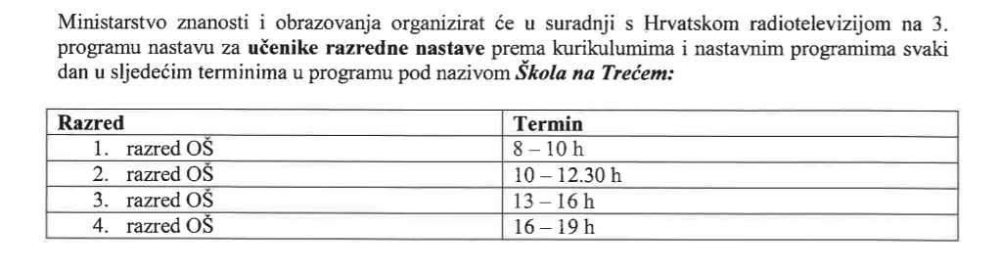 Ministarstvo znanosti i obrazovanja organizirat će u suradnji s Hrvatskom radiotelevizijom na 3.
programu nastavu za učenike razredne nastave prema kurikulumima i nastavnim programima svaki
dan u sljedećim terminima u programu pod nazivom Škola na Trećem:
Razred Termin
1. razred OŠ 8 – 10 h
2. razred OŠ 10 – 12.30 h
3. razred OŠ 13 – 16 h
4. razred OŠ 16 – 19 h